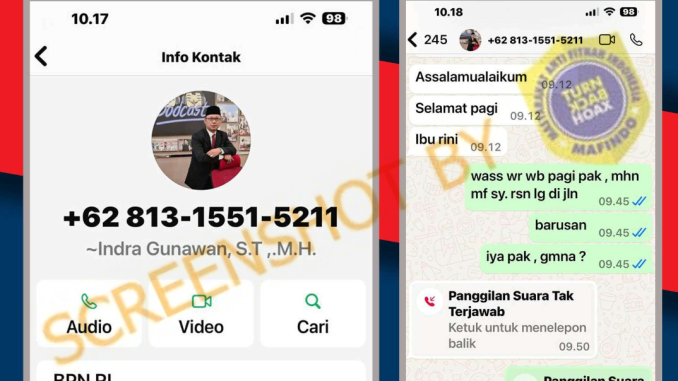 10.17
98
Info Kontak
Podcast
+62 813-1551-5211
~Indra Gunawan, S.T ,.M.H.
Audio
Video
Cari
BPN RI
SCREENSHOT BY
10.18
98
245
+62 813-1551-5211
Assalamualaikum
09.12
Selamat pagi
09.12
Ibu rini
09.12
wass wr wb pagi pak , mhn
mf sy. rsn lg di jln
09.45
barusan
09.45
iya pak , gmna ?
09.45
Panggilan Suara Tak
Terjawab
Ketuk untuk menelepon
balik
09.50
Panggilan Suara
MASYARAKAT ANTI FITNAH INDONESIA
TURN
BACK
HOAX
MAFINDO